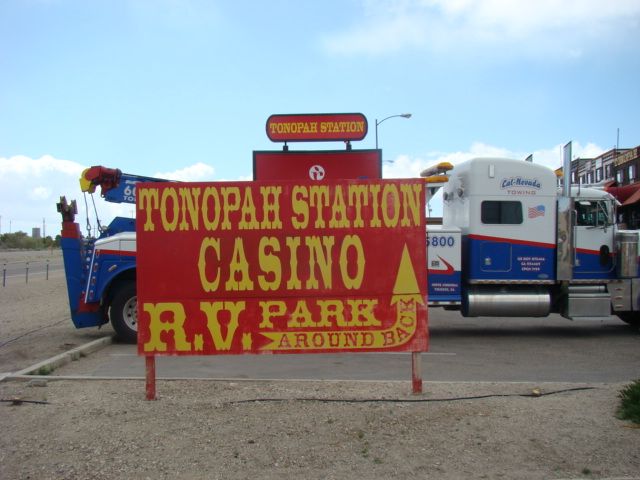 TONOPAH STATION
TONOPAH STATION
CASINO
R.V. PARK
AROUND BACK
Cal-Nevada
TOWING
5800